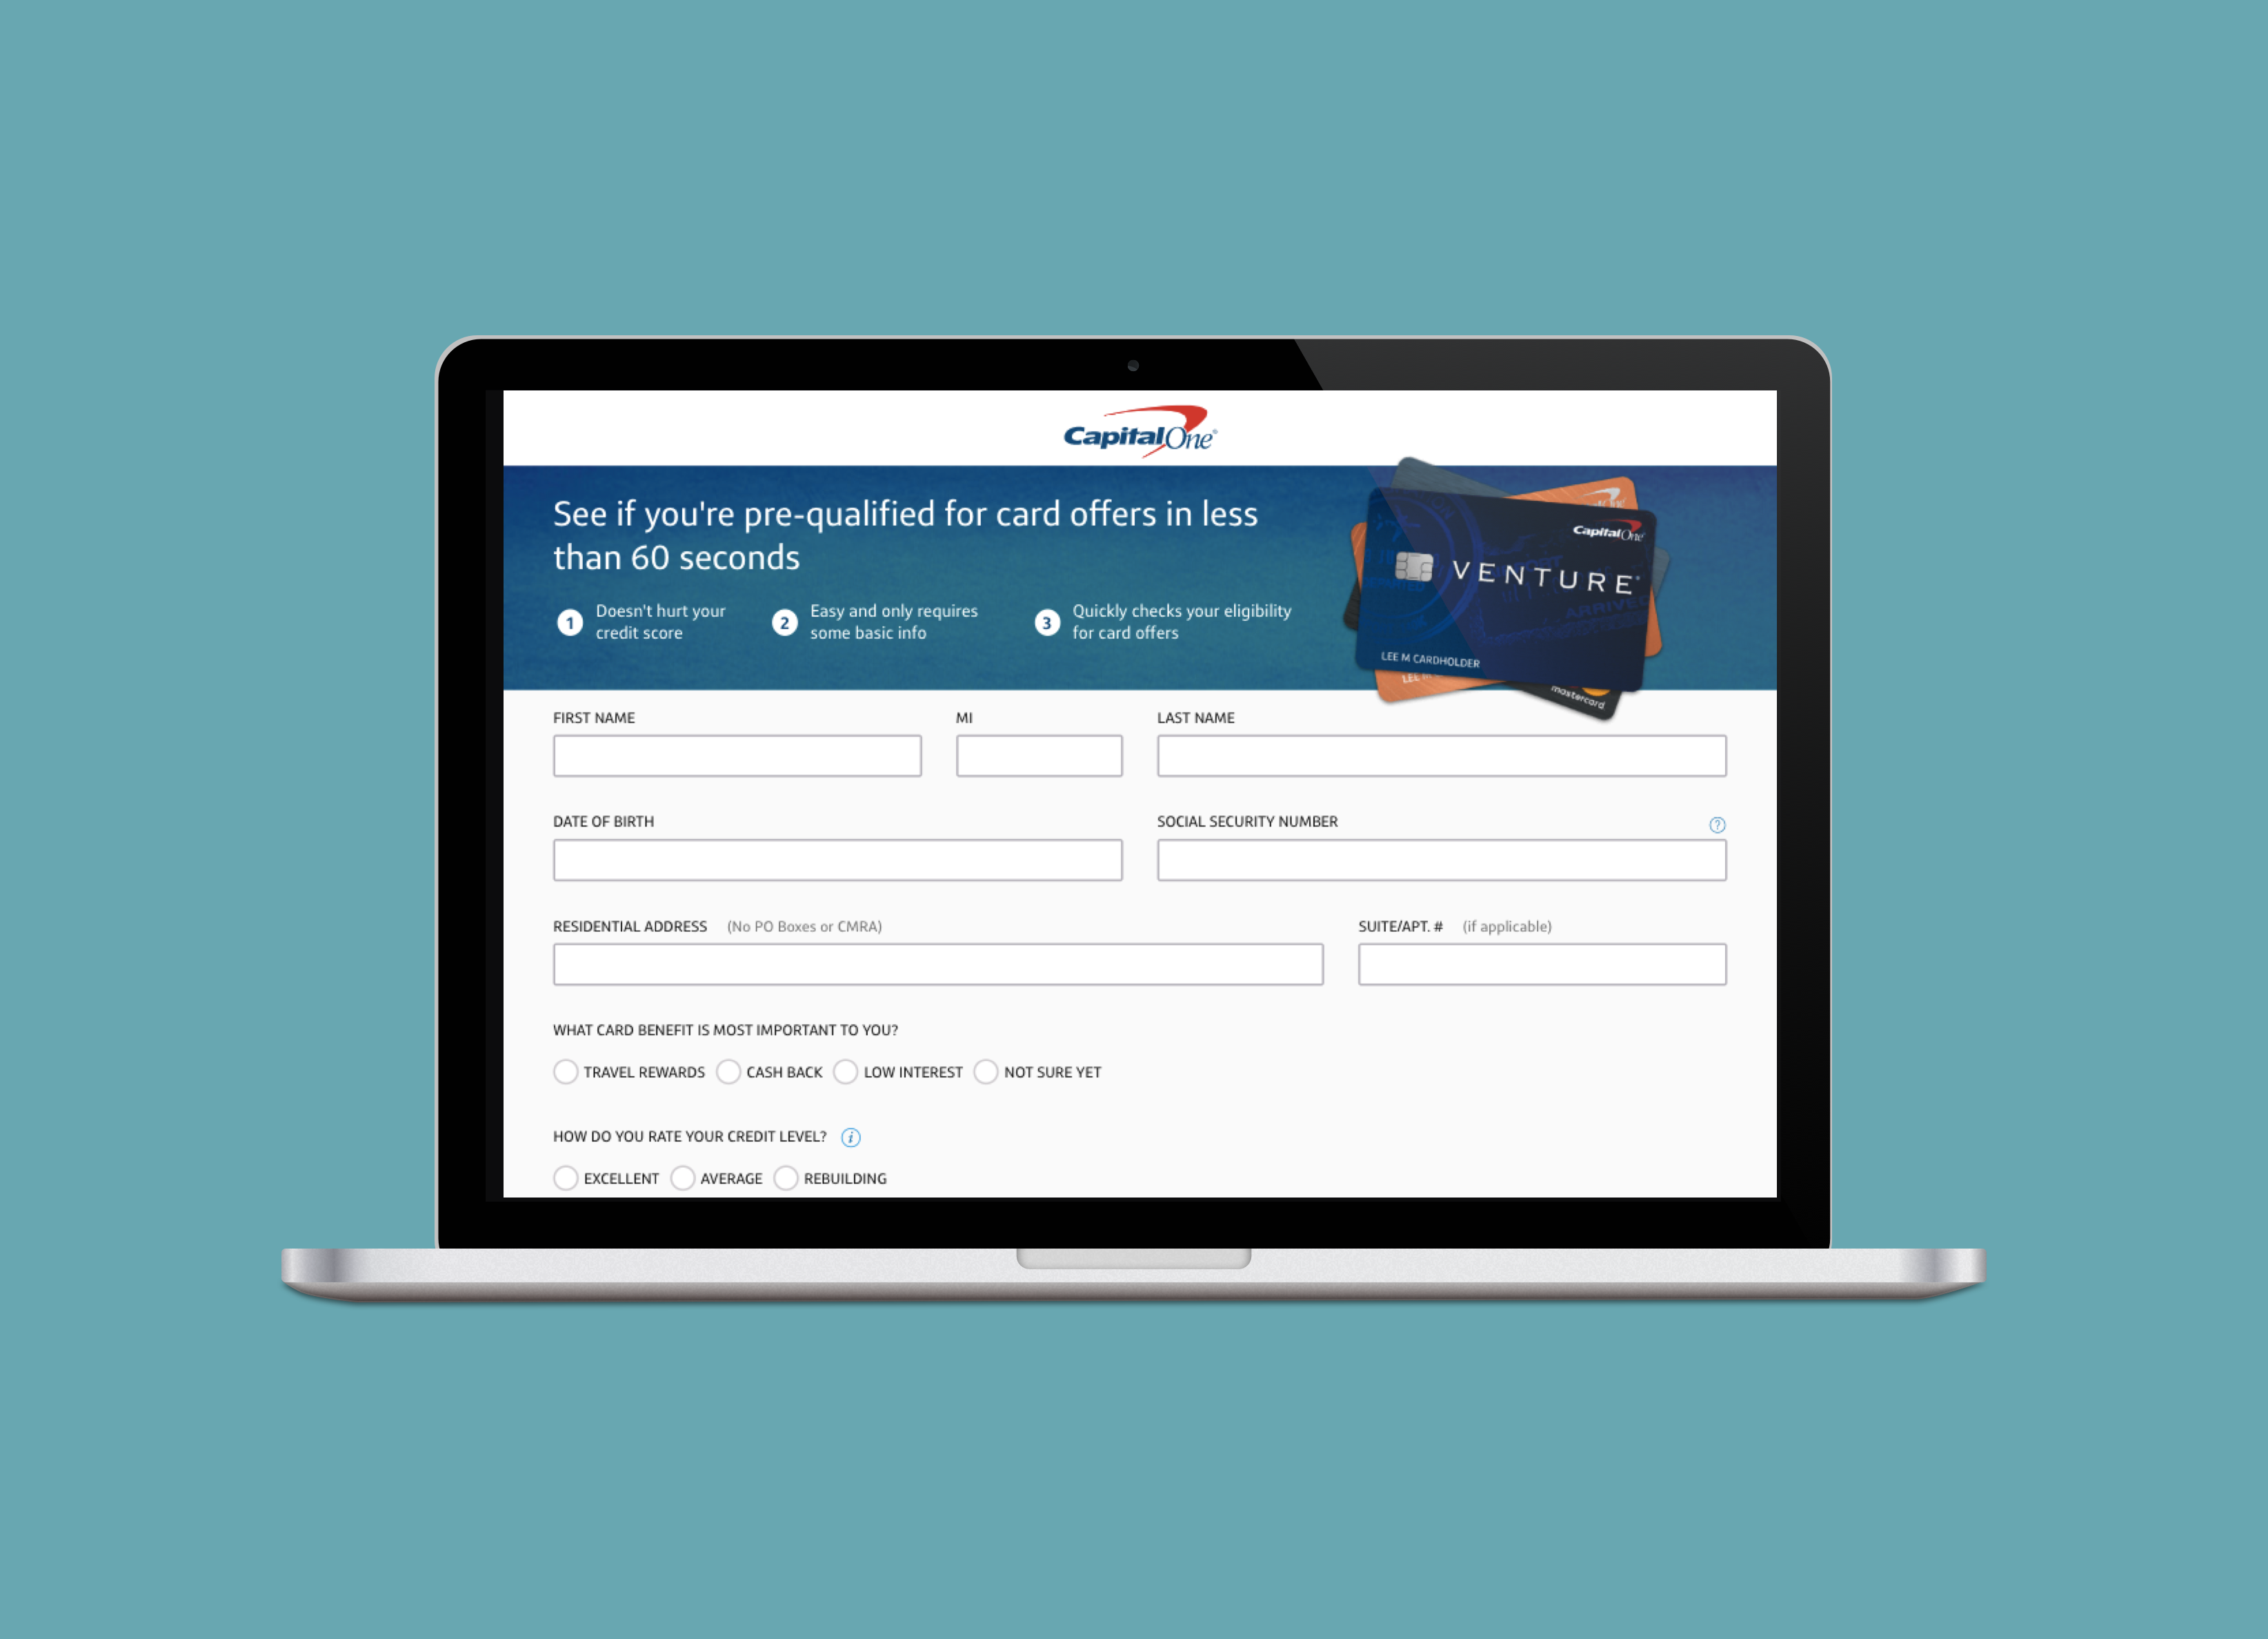 CapitalOne®
See if you're pre-qualified for card offers in less
than 60 seconds
1 Doesn't hurt your
credit score
2 Easy and only requires
some basic info
3 Quickly checks your eligibility
for card offers
CapitalOne
VENTURE®
ARRIVED
LEE M CARDHOLDER
LEE M
mastercard
FIRST NAME
MI
LAST NAME
DATE OF BIRTH
SOCIAL SECURITY NUMBER
?
RESIDENTIAL ADDRESS (No PO Boxes or CMRA)
SUITE/APT. # (if applicable)
WHAT CARD BENEFIT IS MOST IMPORTANT TO YOU?
TRAVEL REWARDS CASH BACK LOW INTEREST NOT SURE YET
HOW DO YOU RATE YOUR CREDIT LEVEL? i
EXCELLENT AVERAGE REBUILDING